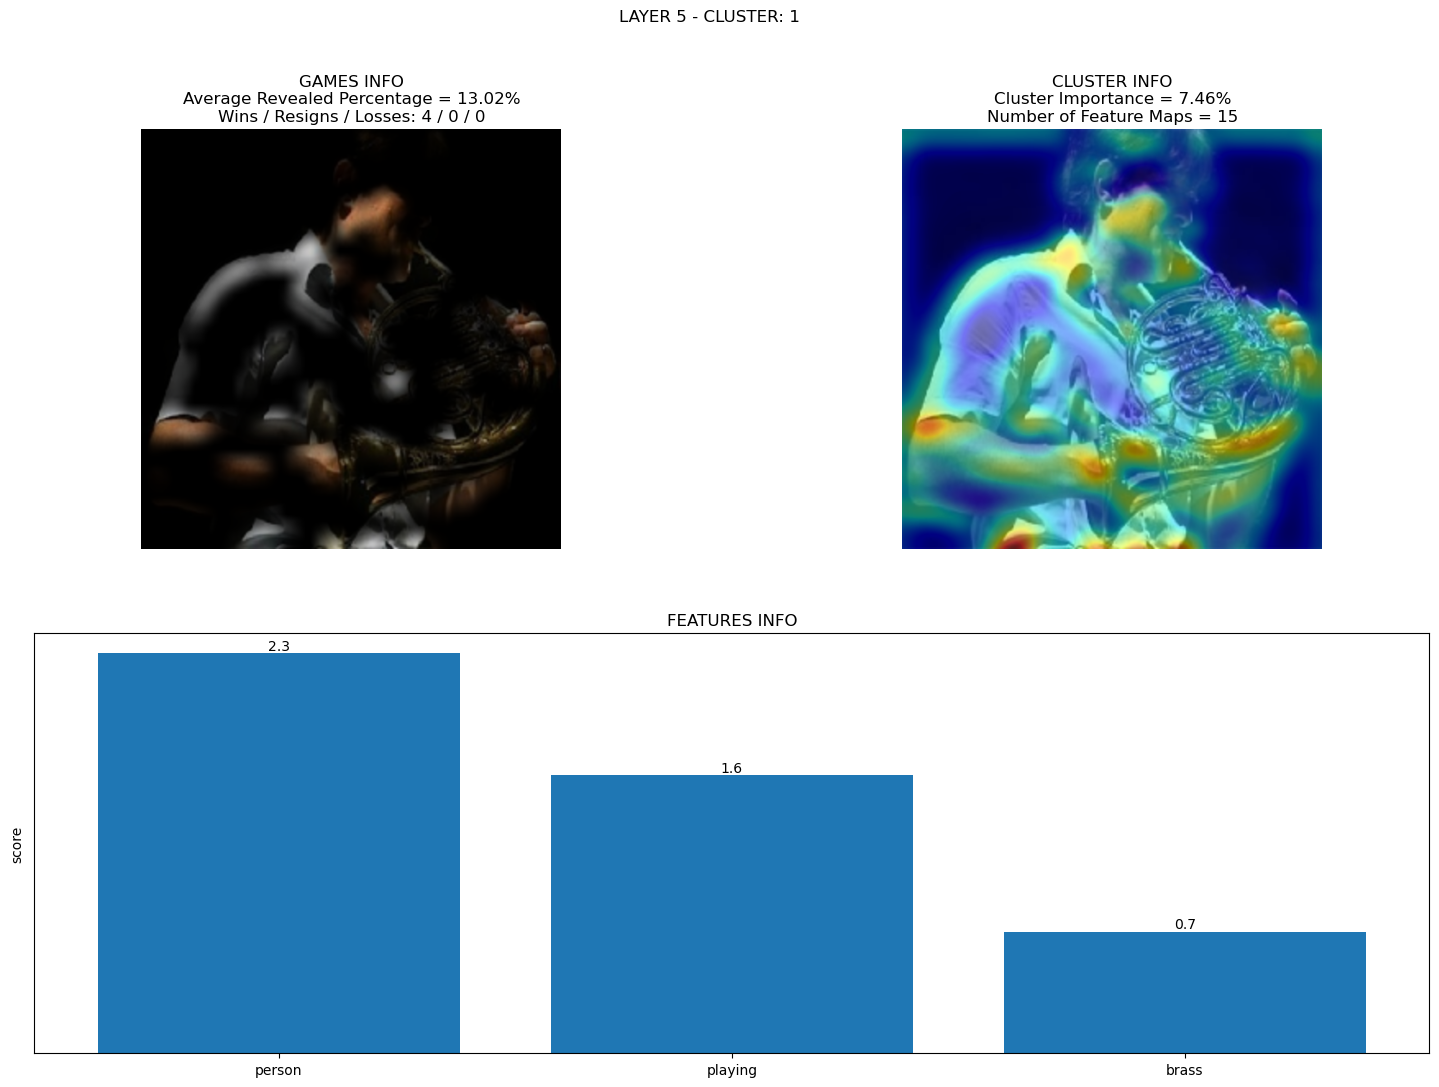 LAYER 5 - CLUSTER: 1
GAMES INFO
Average Revealed Percentage = 13.02%
Wins / Resigns / Losses: 4 / 0 / 0
CLUSTER INFO
Cluster Importance = 7.46%
Number of Feature Maps = 15
FEATURES INFO
score
2.3
1.6
0.7
person
playing
brass